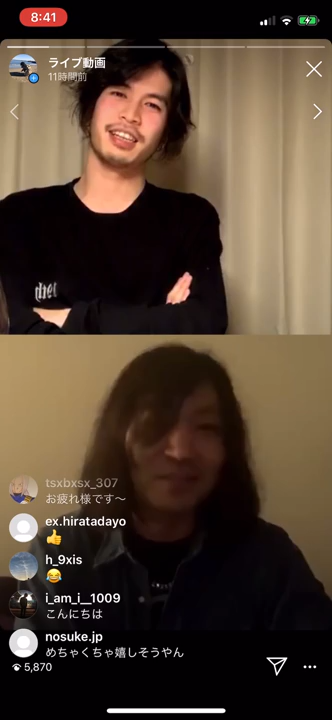 8:41
ライブ動画
11時間前
tsxbxsx_307
お疲れ様です〜
ex.hiratadayo
👍
h_9xis
😂
i_am_i__1009
こんにちは
nosuke.jp
めちゃくちゃ嬉しそうやん
5,870